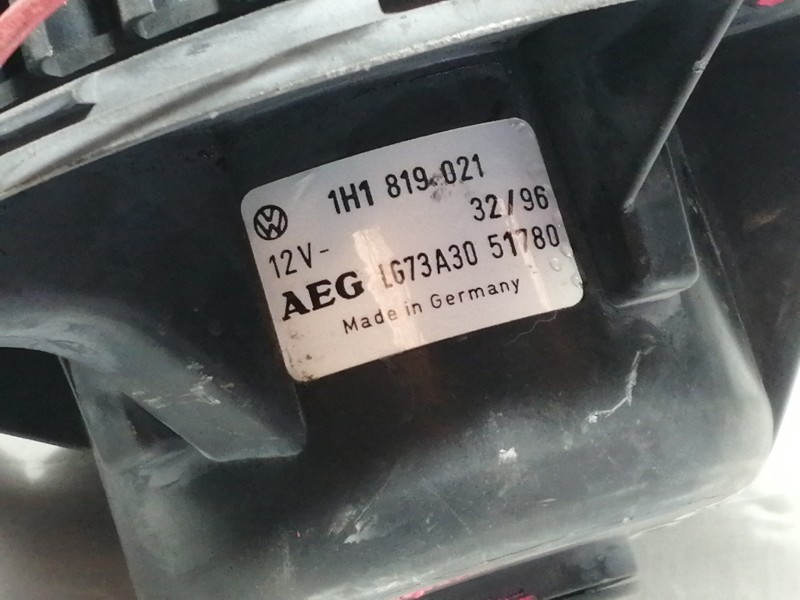 1H1 819 021
32/96
12V-
AEG LG73A30 51780
Made in Germany